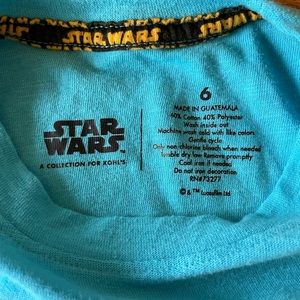 STAR WARS
STAR
WARS
A COLLECTION FOR KOHL'S
6
MADE IN GUATEMALA
60% Cotton 40% Polyester
Wash inside out
Machine wash cold with like colors
Gentle cycle
Only non-chlorine bleach when needed
Tumble dry low Remove promptly
Cool iron if needed
Do not iron decoration
RN#73277
© & ™ Lucasfilm Ltd.